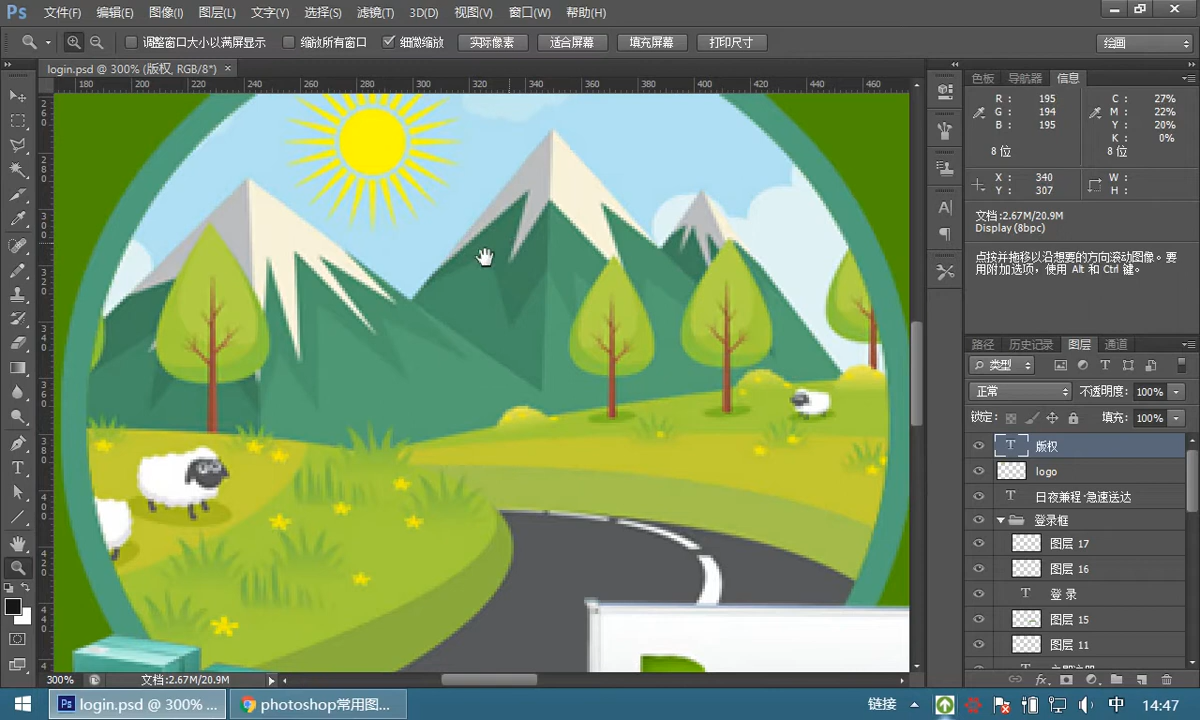 Ps 文件(F) 编辑(E) 图像(I) 图层(L) 文字(Y) 选择(S) 滤镜(T) 3D(D) 视图(V) 窗口(W) 帮助(H)
调整窗口大小以满屏显示 缩放所有窗口 细微缩放 实际像素 适合屏幕 填充屏幕 打印尺寸 绘画
login.psd @ 300% (版权, RGB/8*) ×
180 200 220 240 260 280 300 320 340 360 380 400 420 440 460
260
280
300
320
340
360
380
400
420
440
色板 导航器 信息
R: 195 C: 27%
G: 194 M: 22%
B: 195 Y: 20%
K: 0%
8 位 8 位
X: 340 W:
Y: 307 H:
文档:2.67M/20.9M
Display (8bpc)
点按并拖移以沿想要的方向滚动图像。要
用附加选项，使用 Alt 和 Ctrl 键。
路径 历史记录 图层 通道
类型
正常 不透明度: 100%
锁定: 填充: 100%
T 版权
logo
T 日夜兼程·急速送达
登录框
图层 17
图层 16
T 登 录
图层 15
图层 11
300% 文档:2.67M/20.9M
Ps login.psd @ 300% ... photoshop常用图... 链接 中 14:47